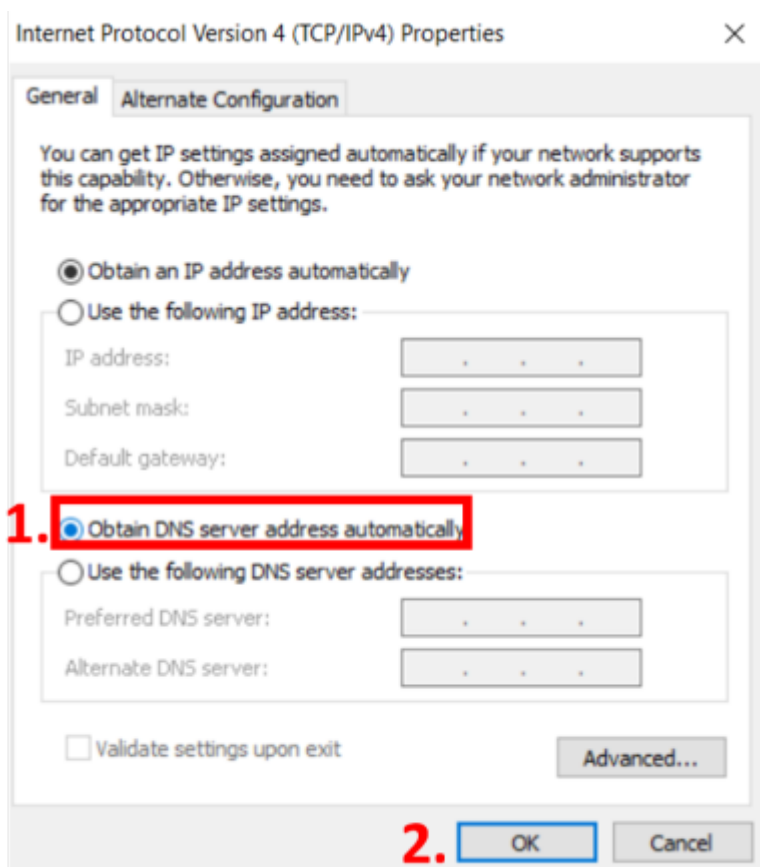 Internet Protocol Version 4 (TCP/IPv4) Properties
General
Alternate Configuration
You can get IP settings assigned automatically if your network supports
this capability. Otherwise, you need to ask your network administrator
for the appropriate IP settings.
Obtain an IP address automatically
Use the following IP address:
IP address:
Subnet mask:
Default gateway:
1. Obtain DNS server address automatically
Use the following DNS server addresses:
Preferred DNS server:
Alternate DNS server:
Validate settings upon exit
Advanced...
2. OK Cancel